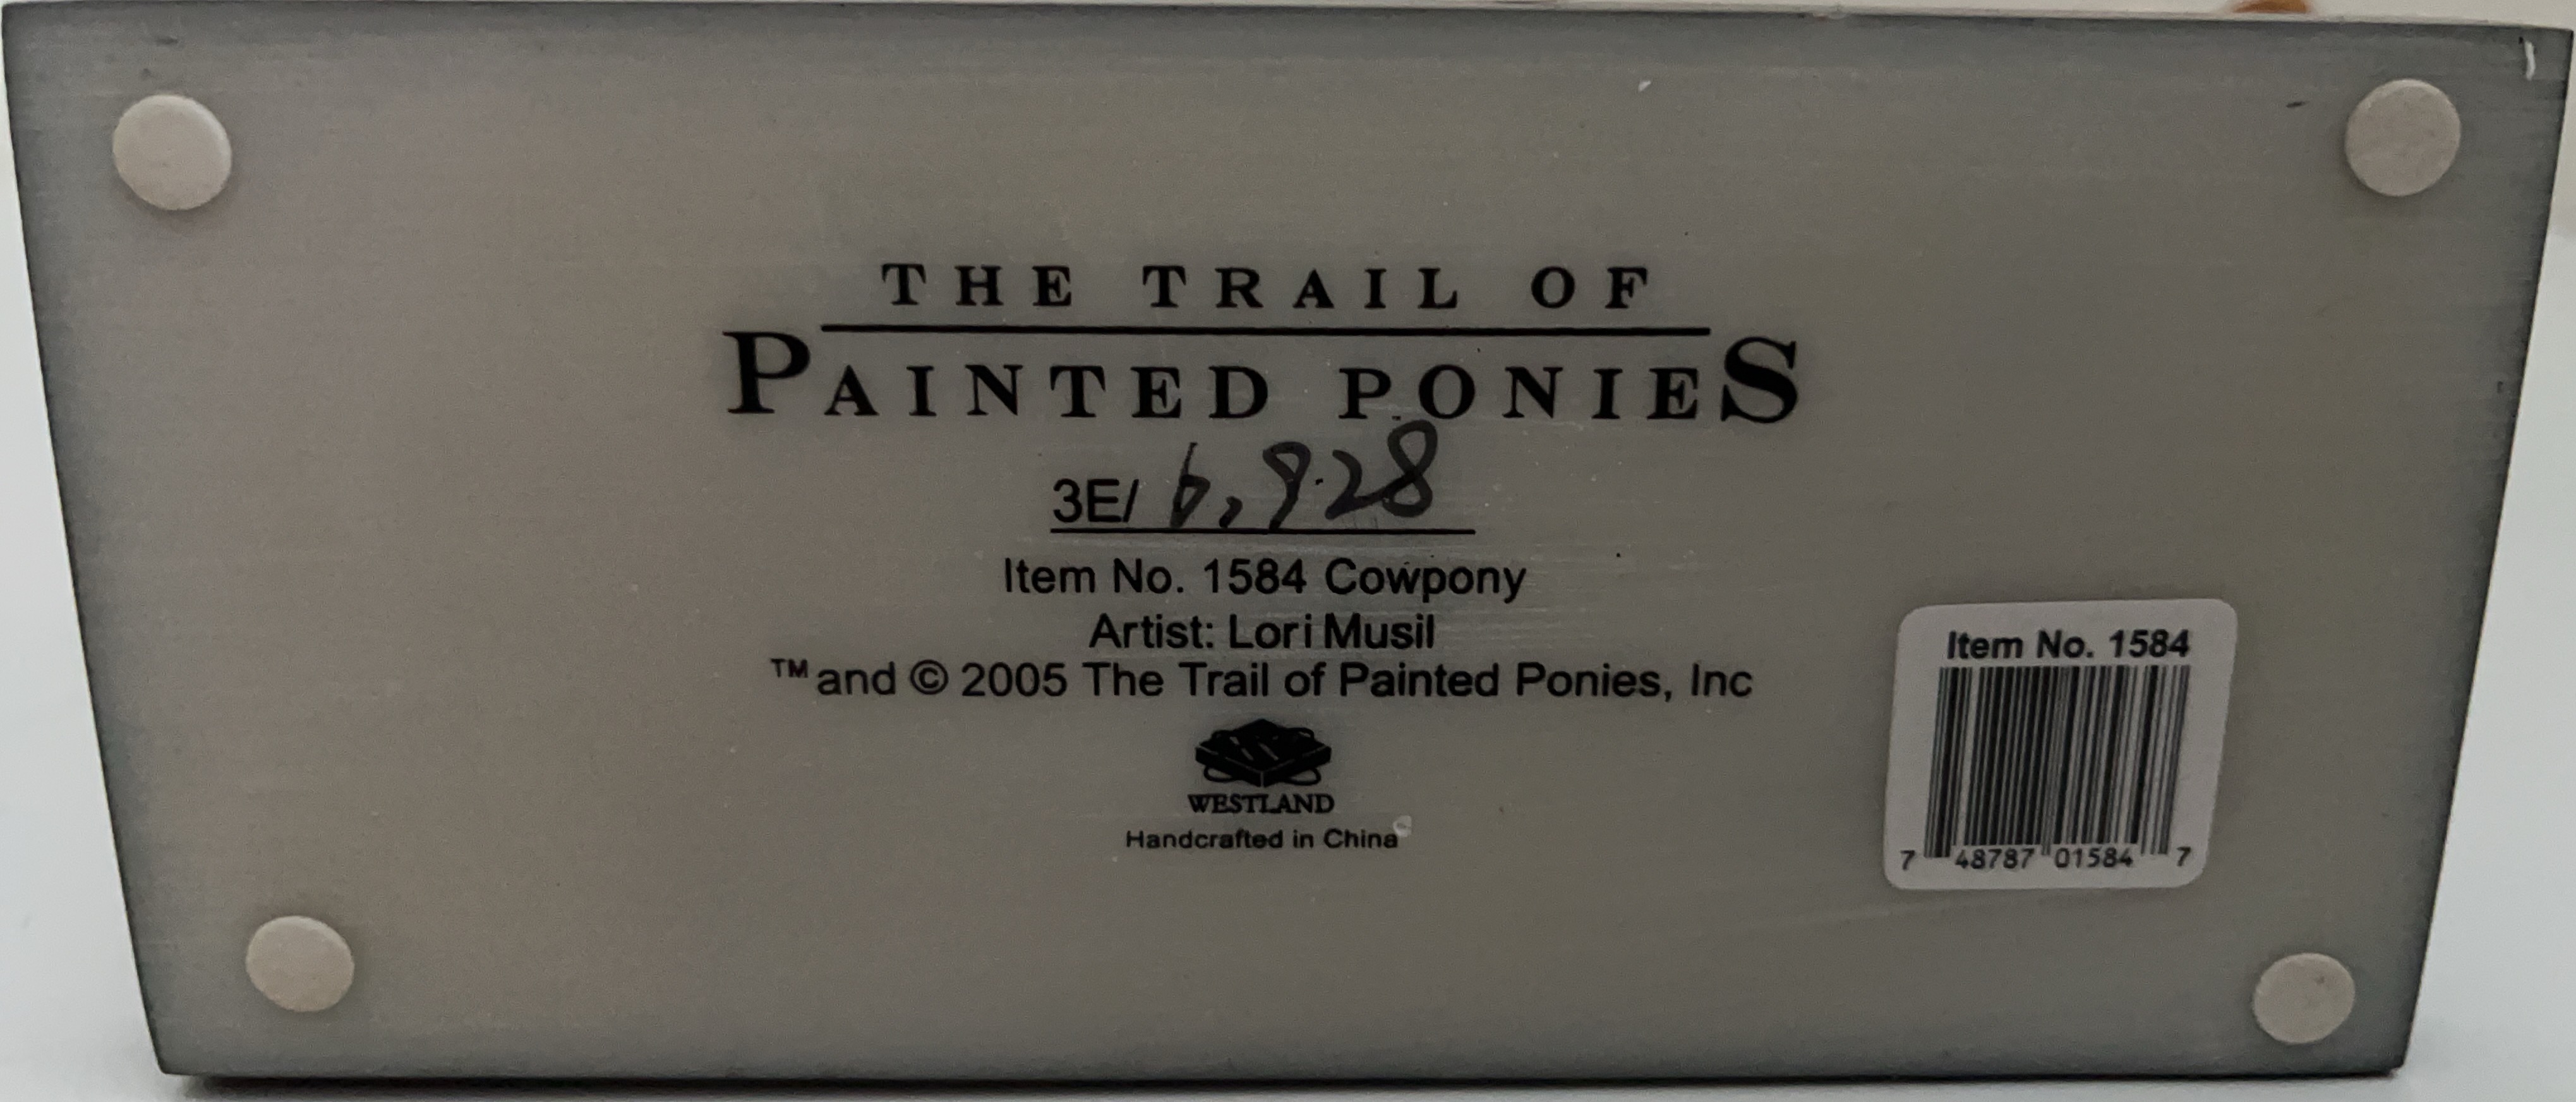 THE TRAIL OF
PAINTED PONIES
3E/ 6,928
Item No. 1584 Cowpony
Artist: Lori Musil
™ and © 2005 The Trail of Painted Ponies, Inc
WESTLAND
Handcrafted in China
Item No. 1584
7 48787 01584 7